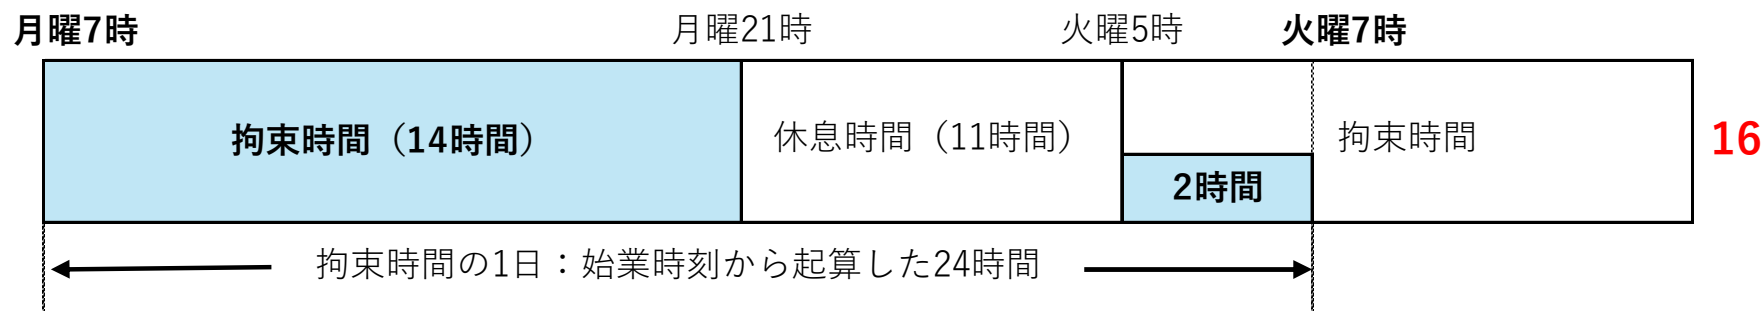 月曜7時 月曜21時 火曜5時 火曜7時
拘束時間（14時間） 休息時間（11時間） 拘束時間 16
2時間
拘束時間の1日：始業時刻から起算した24時間